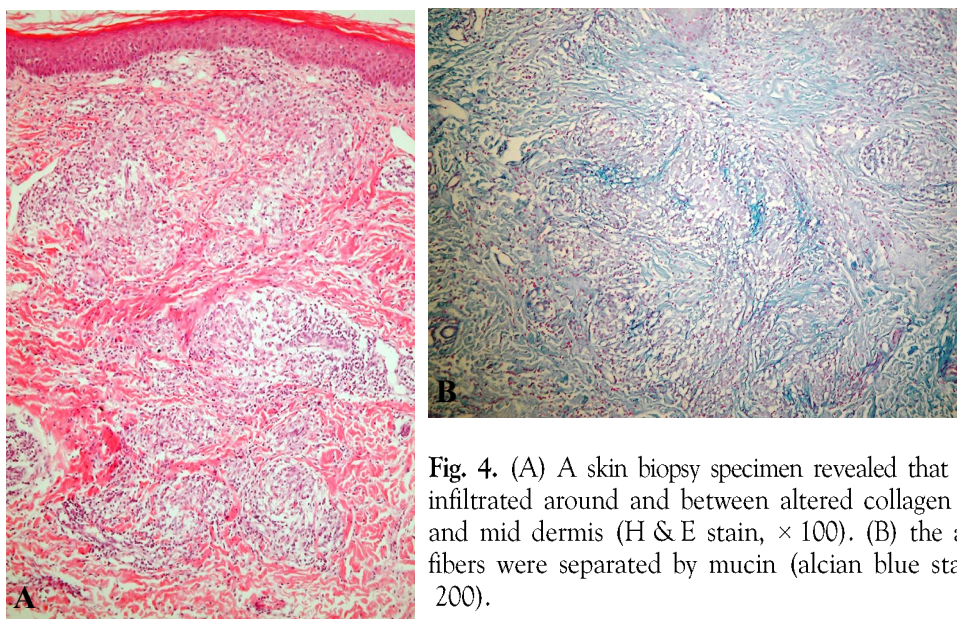 A
B
Fig. 4. (A) A skin biopsy specimen revealed that
infiltrated around and between altered collagen
and mid dermis (H & E stain, × 100). (B) the
fibers were separated by mucin (alcian blue
200).